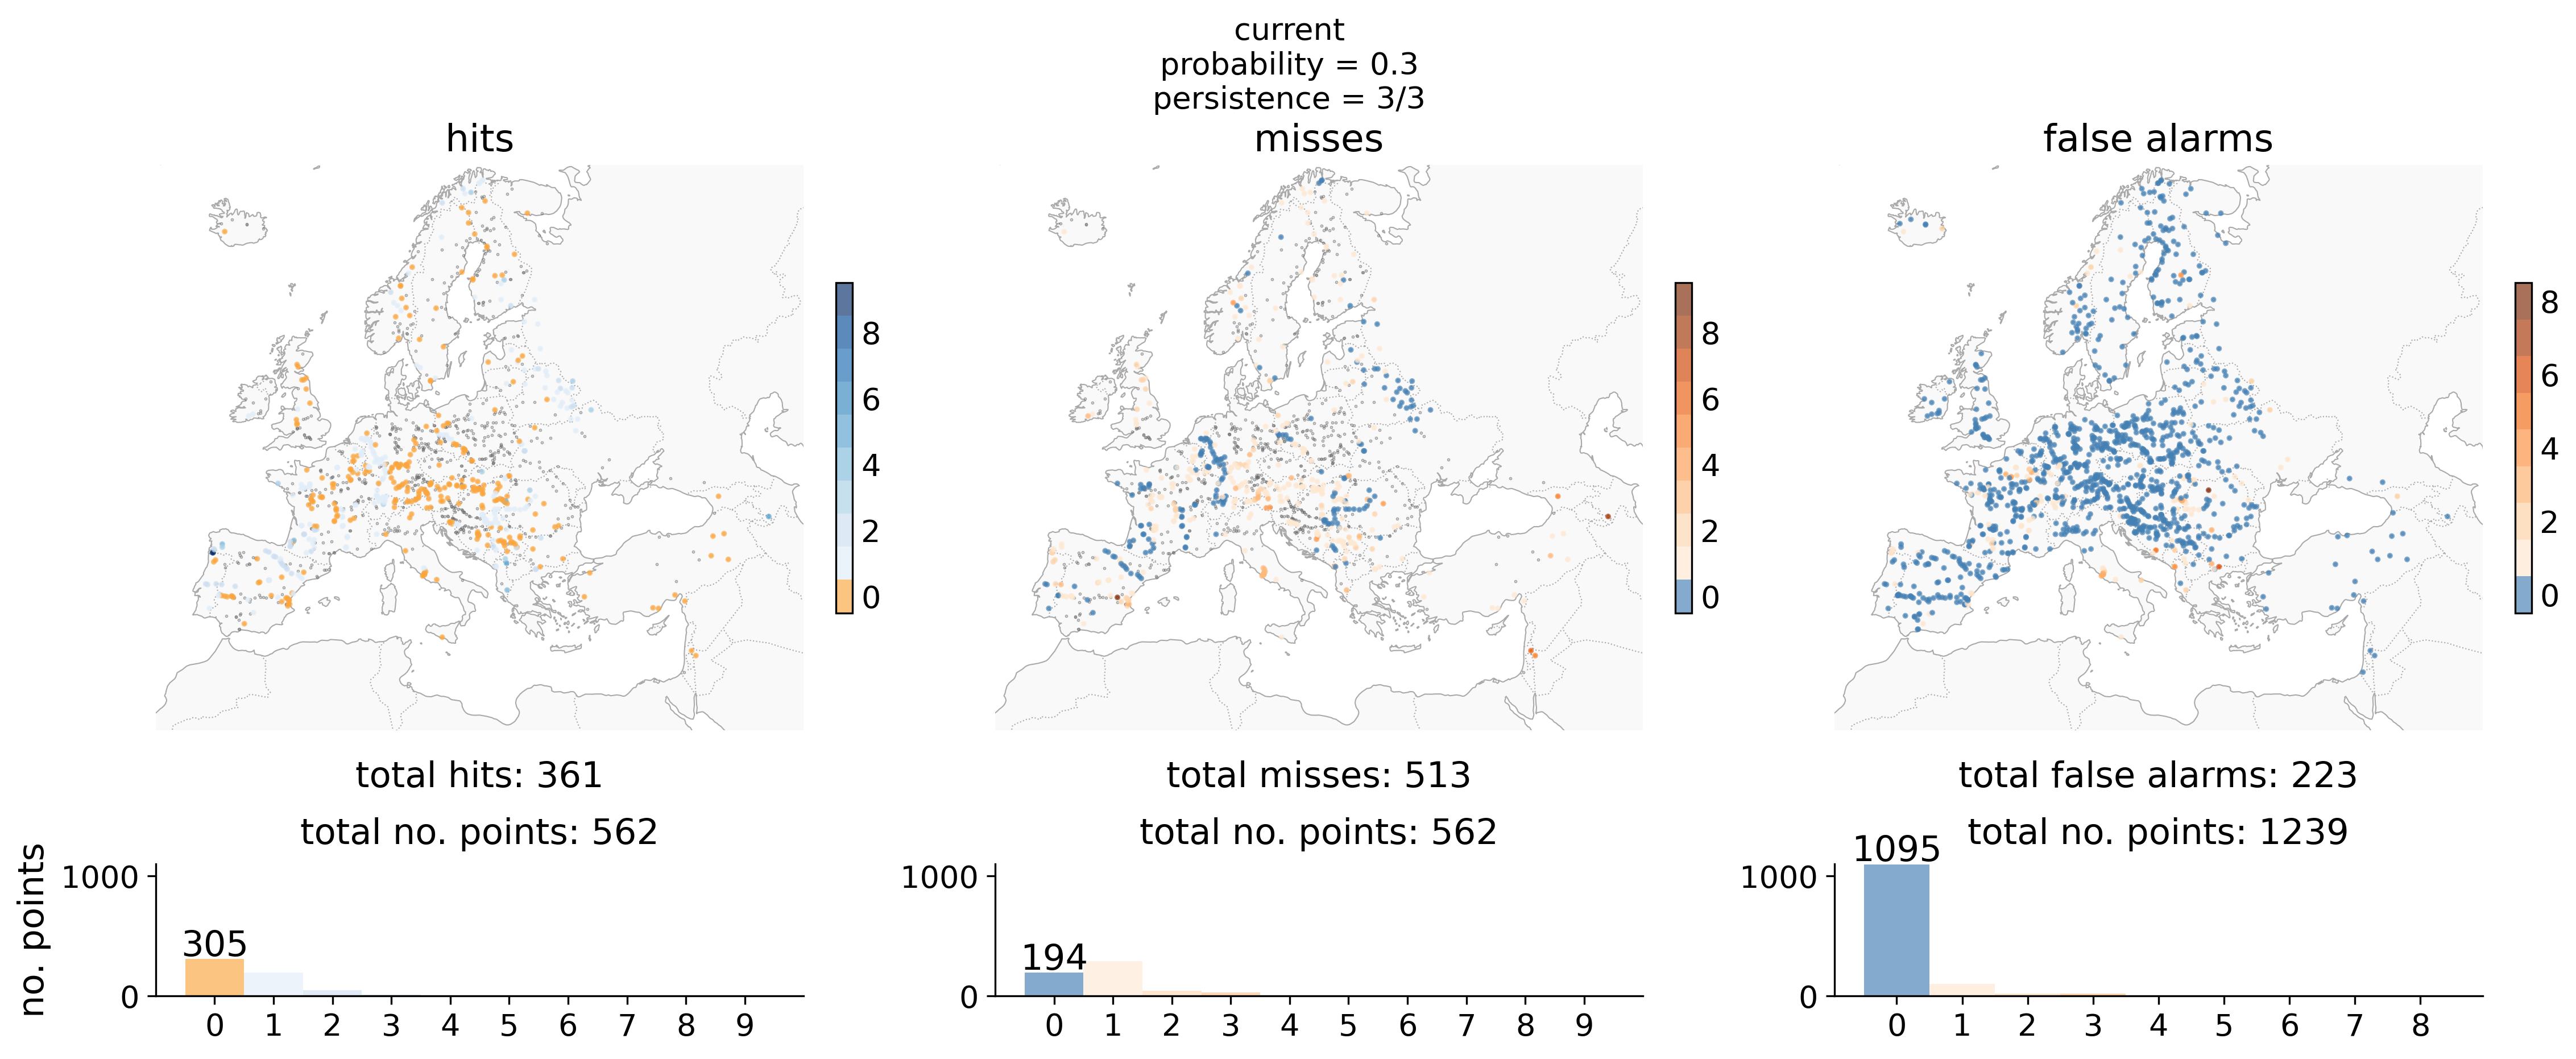 current
probability = 0.3
persistence = 3/3
hits
misses
false alarms
8
6
4
2
0
8
6
4
2
0
8
6
4
2
0
total hits: 361
total misses: 513
total false alarms: 223
total no. points: 562
total no. points: 562
total no. points: 1239
no. points
1000
0
305
0 1 2 3 4 5 6 7 8 9
1000
0
194
0 1 2 3 4 5 6 7 8 9
1000
0
1095
0 1 2 3 4 5 6 7 8